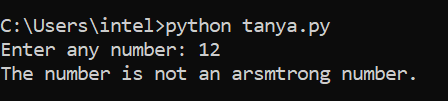 C:\Users\intel>python tanya.py
Enter any number: 12
The number is not an arsmtrong number.